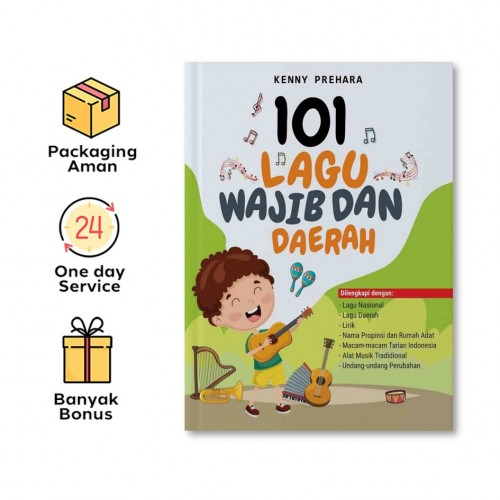 Packaging
Aman
24
One day
Service
Banyak
Bonus
KENNY PREHARA
101
LAGU
WAJIB DAN
DAERAH
Dilengkapi dengan:
- Lagu Nasional
- Lagu Daerah
- Lirik
- Nama Propinsi dan Rumah Adat
- Macam-macam Tarian Indonesia
- Alat Musik Tradidional
- Undang-undang Perubahan